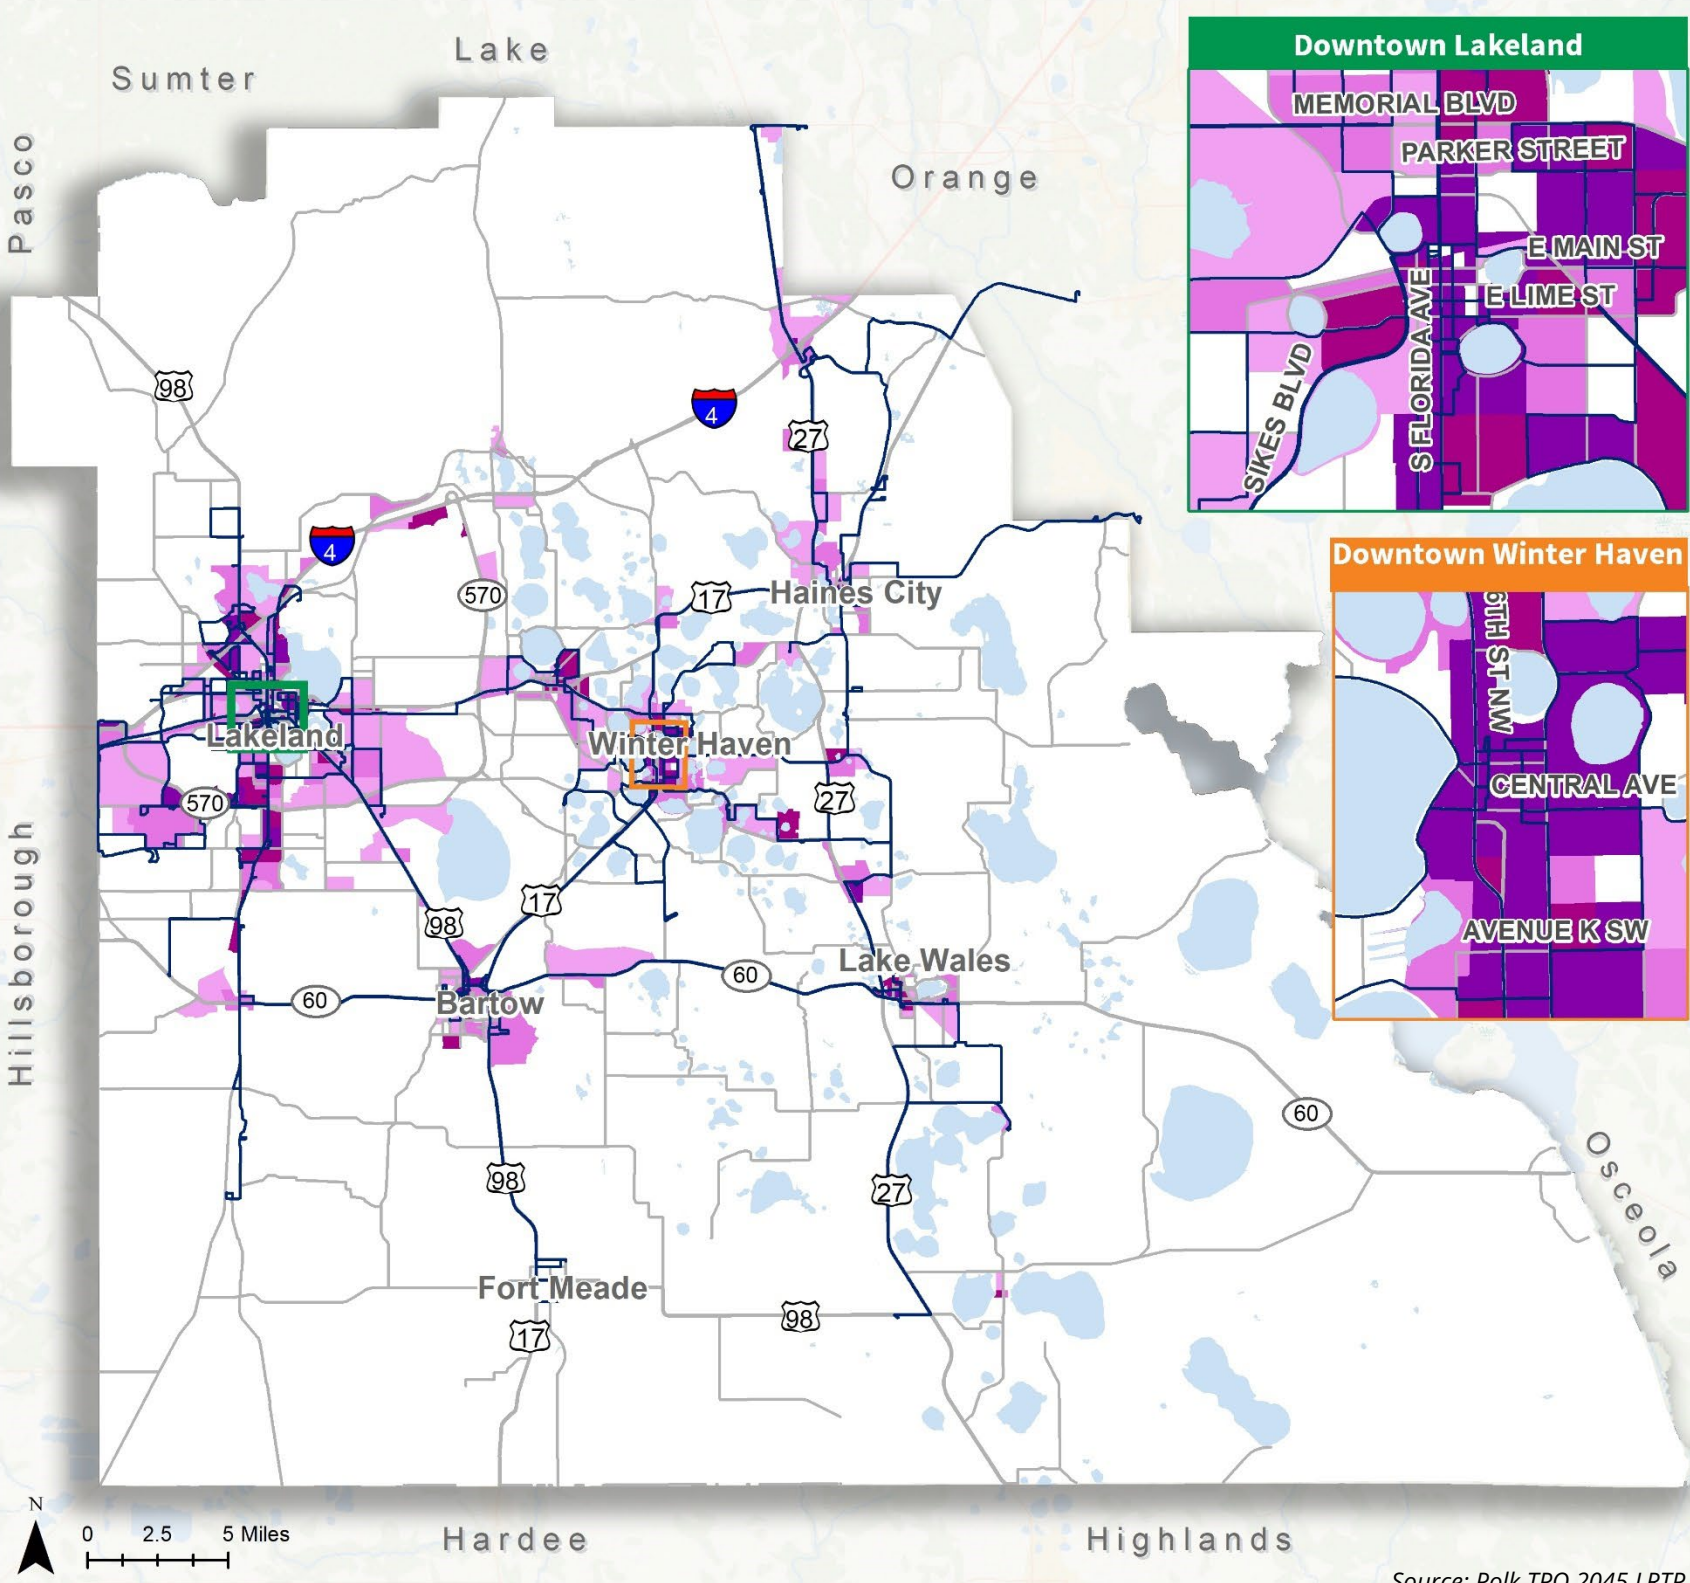 Lake
Sumter
Pasco
Orange
Downtown Lakeland
MEMORIAL BLVD
PARKER STREET
E MAIN ST
E LIME ST
S FLORIDA AVE
SIKES BLVD
98
4
27
4
570
17
Haines City
Downtown Winter Haven
6TH ST NW
CENTRAL AVE
AVENUE K SW
Lakeland
Winter Haven
570
27
Hillsborough
98
17
Lake Wales
60
60
Bartow
60
Osceola
98
27
Fort Meade
98
17
N
0 2.5 5 Miles
Hardee
Highlands
Source: Polk TPO 2045 LRTP